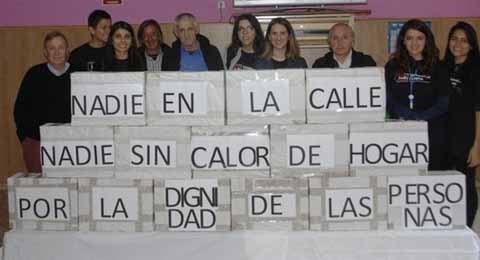 NADIE EN LA CALLE
NADIE SIN CALOR DE HOGAR
POR LA DIGNI DAD DE LAS PERSO NAS